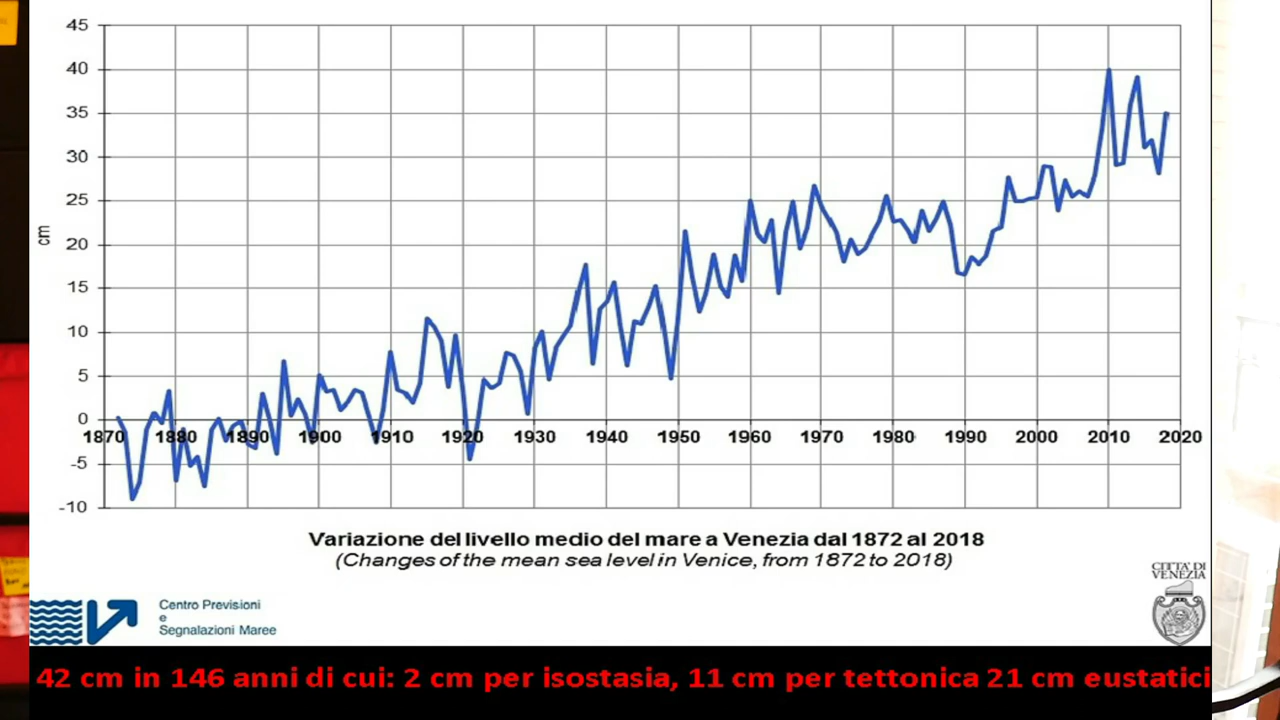 45
40
35
30
25
20
15
10
5
0
-5
-10
cm
1870 1880 1890 1900 1910 1920 1930 1940 1950 1960 1970 1980 1990 2000 2010 2020
Variazione del livello medio del mare a Venezia dal 1872 al 2018
(Changes of the mean sea level in Venice, from 1872 to 2018)
Centro Previsioni
e
Segnalazioni Maree
CITTA' DI
VENEZIA
42 cm in 146 anni di cui: 2 cm per isostasia, 11 cm per tettonica 21 cm eustatici